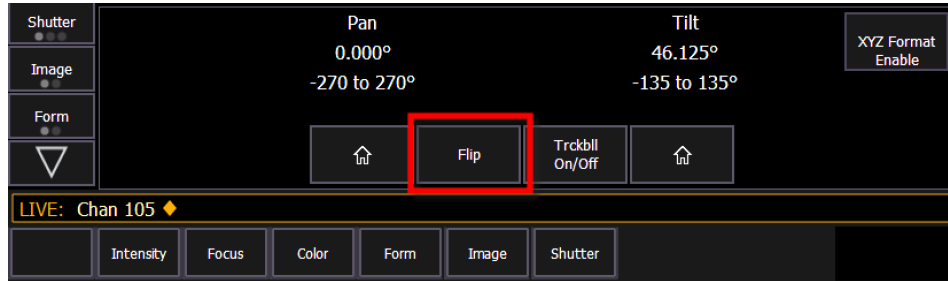 Shutter
Image
Form
Pan
0.000°
-270 to 270°
Tilt
46.125°
-135 to 135°
XYZ Format
Enable
Flip
Trckbll
On/Off
LIVE: Chan 105
Intensity
Focus
Color
Form
Image
Shutter